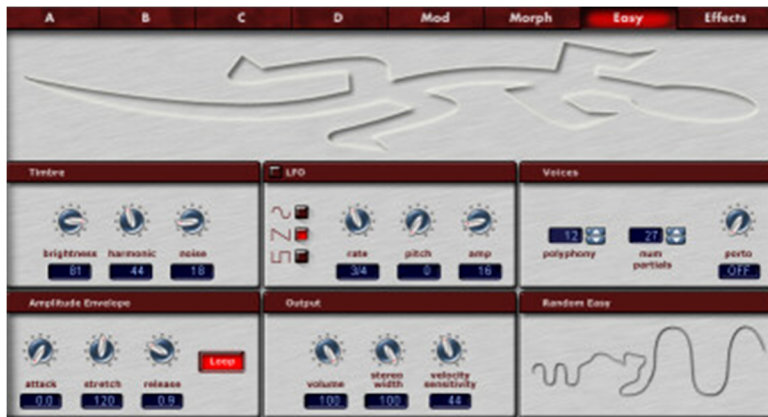 A B C D Mod Morph Easy Effects
Timbre LFO Voices
brightness harmonic noise rate pitch amp polyphony num partials porto
81 44 18 3/4 0 16 12 27 OFF
Amplitude Envelope Output Random Easy
Loop
attack stretch release volume stereo width velocity sensitivity
0.0 120 0.9 100 100 44